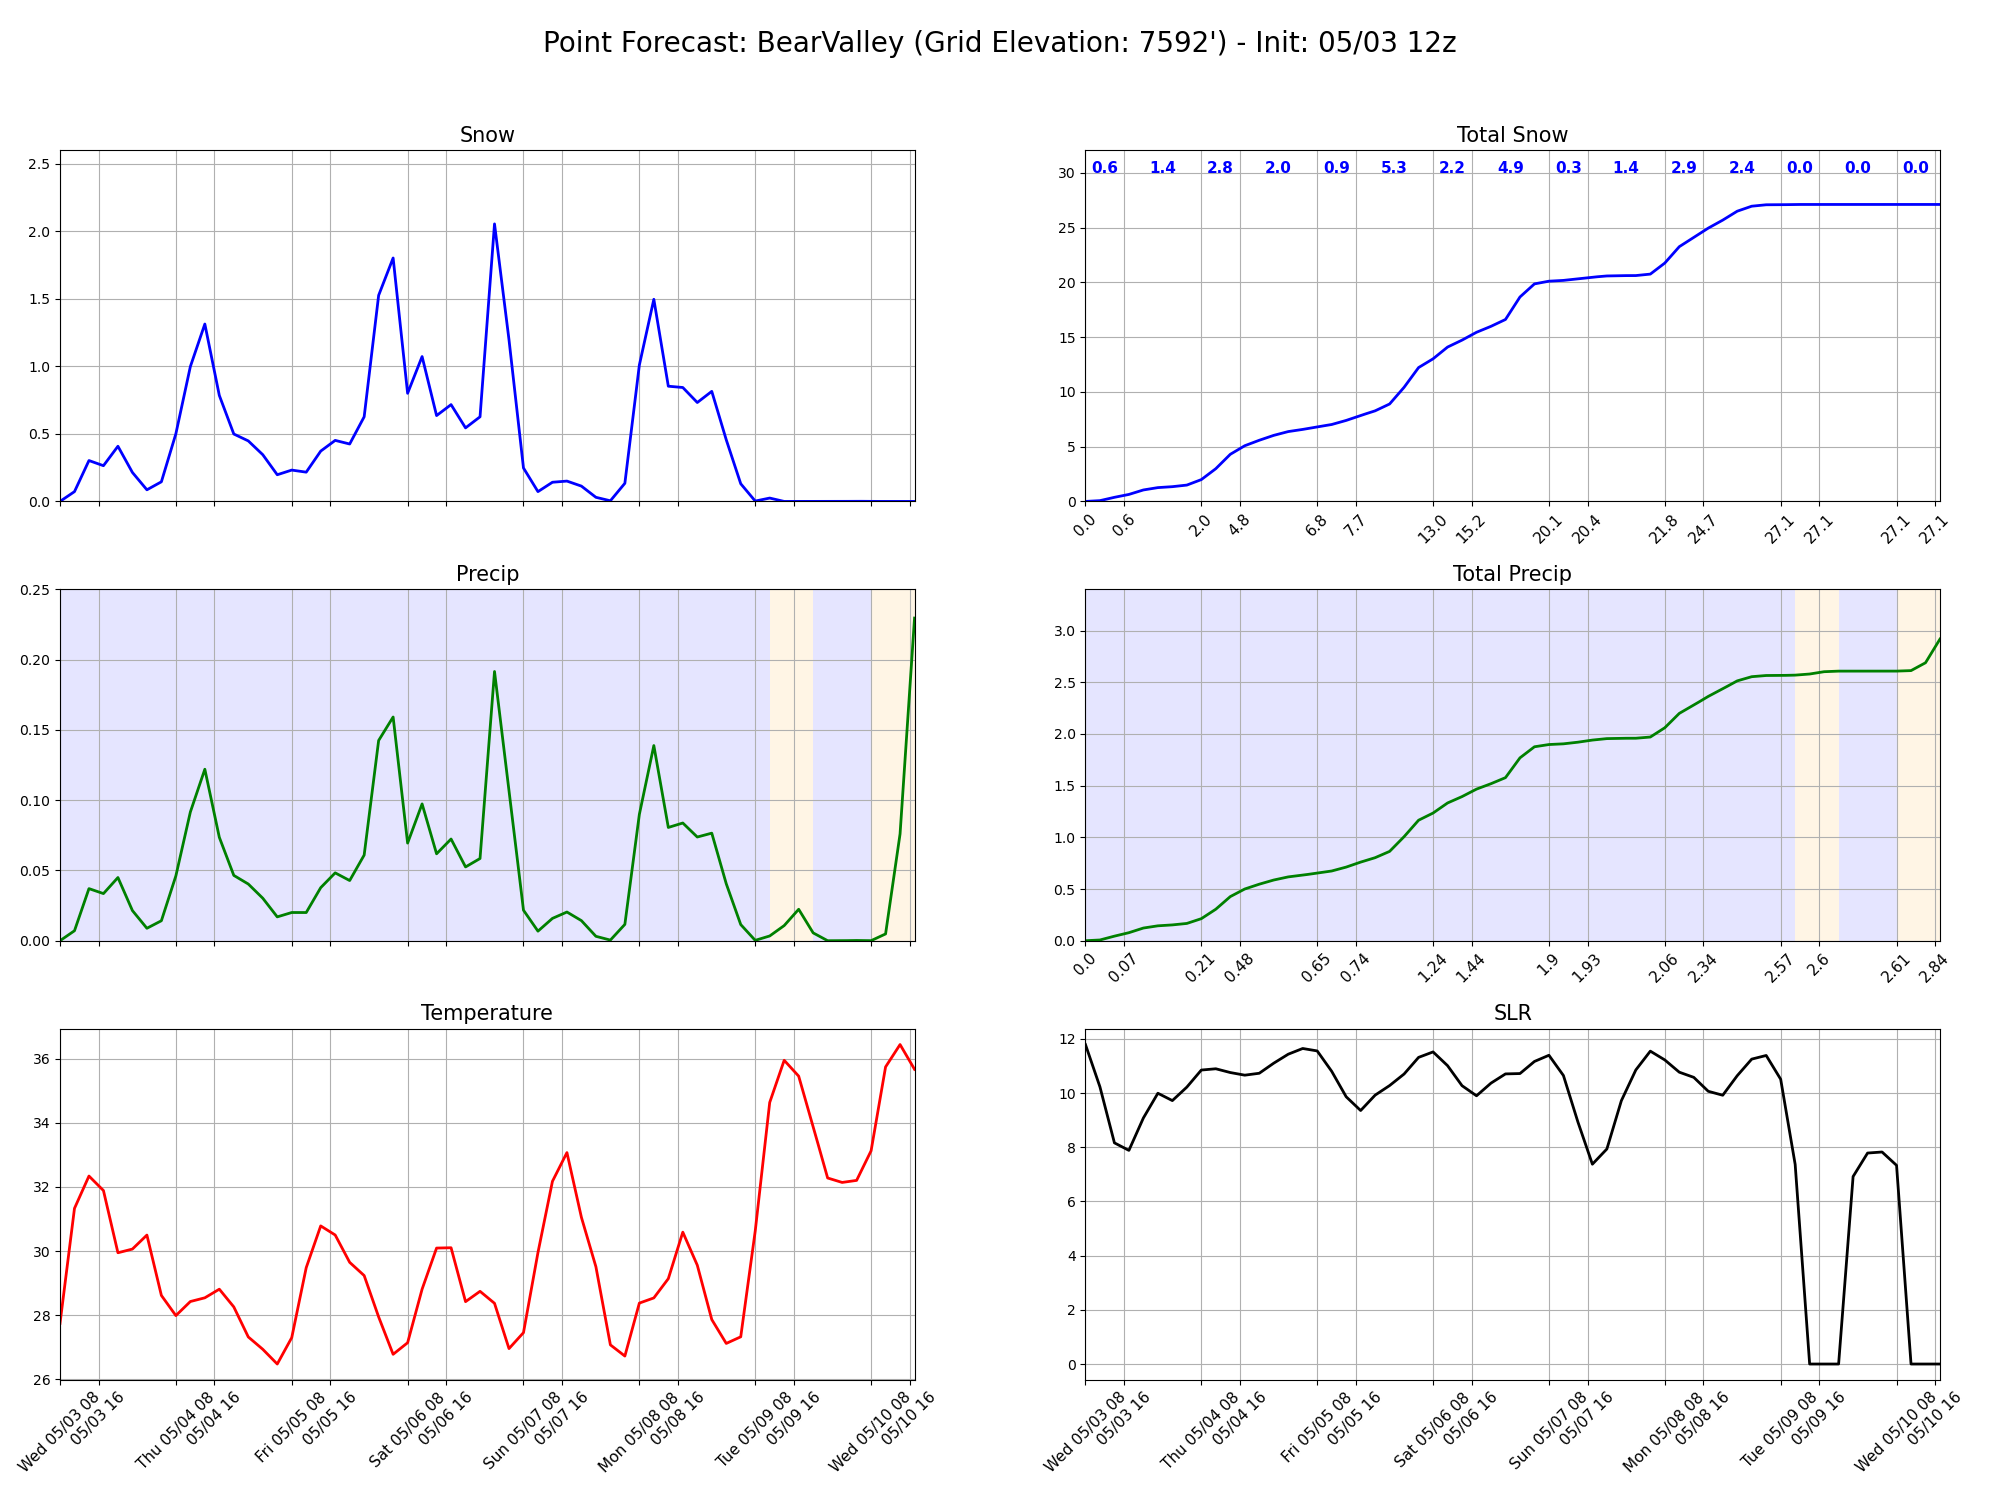 Point Forecast: BearValley (Grid Elevation: 7592') - Init: 05/03 12z
Snow
2.5
2.0
1.5
1.0
0.5
0.0
Total Snow
0.6 1.4 2.8 2.0 0.9 5.3 2.2 4.9 0.3 1.4 2.9 2.4 0.0 0.0 0.0
30
25
20
15
10
5
0
0.0 0.6 2.0 4.8 6.8 7.7 13.0 15.2 20.1 20.4 21.8 24.7 27.1 27.1 27.1 27.1
Precip
0.25
0.20
0.15
0.10
0.05
0.00
Total Precip
3.0
2.5
2.0
1.5
1.0
0.5
0.0
0.0 0.07 0.21 0.48 0.65 0.74 1.24 1.44 1.9 1.93 2.06 2.34 2.57 2.6 2.61 2.84
Temperature
36
34
32
30
28
26
Wed 05/03 08
05/03 16
Thu 05/04 08
05/04 16
Fri 05/05 08
05/05 16
Sat 05/06 08
05/06 16
Sun 05/07 08
05/07 16
Mon 05/08 08
05/08 16
Tue 05/09 08
05/09 16
Wed 05/10 08
05/10 16
SLR
12
10
8
6
4
2
0
Wed 05/03 08
05/03 16
Thu 05/04 08
05/04 16
Fri 05/05 08
05/05 16
Sat 05/06 08
05/06 16
Sun 05/07 08
05/07 16
Mon 05/08 08
05/08 16
Tue 05/09 08
05/09 16
Wed 05/10 08
05/10 16